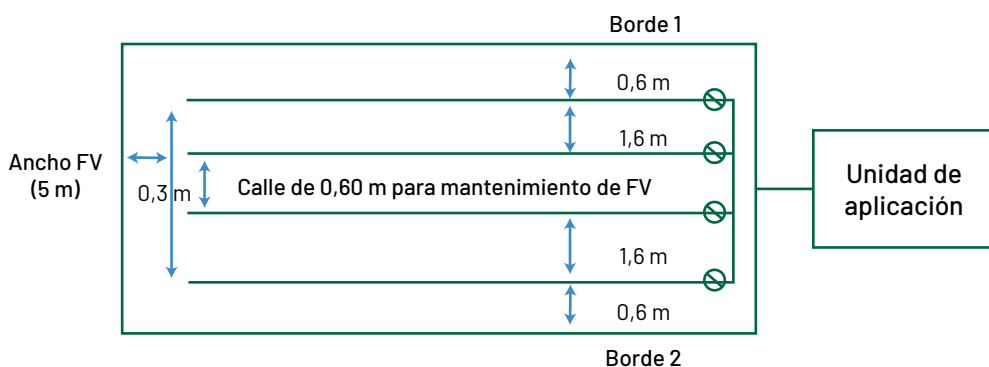 Borde 1
0,6 m
1,6 m
Ancho FV
(5 m)
0,3 m
Calle de 0,60 m para mantenimiento de FV
Unidad de
aplicación
1,6 m
0,6 m
Borde 2